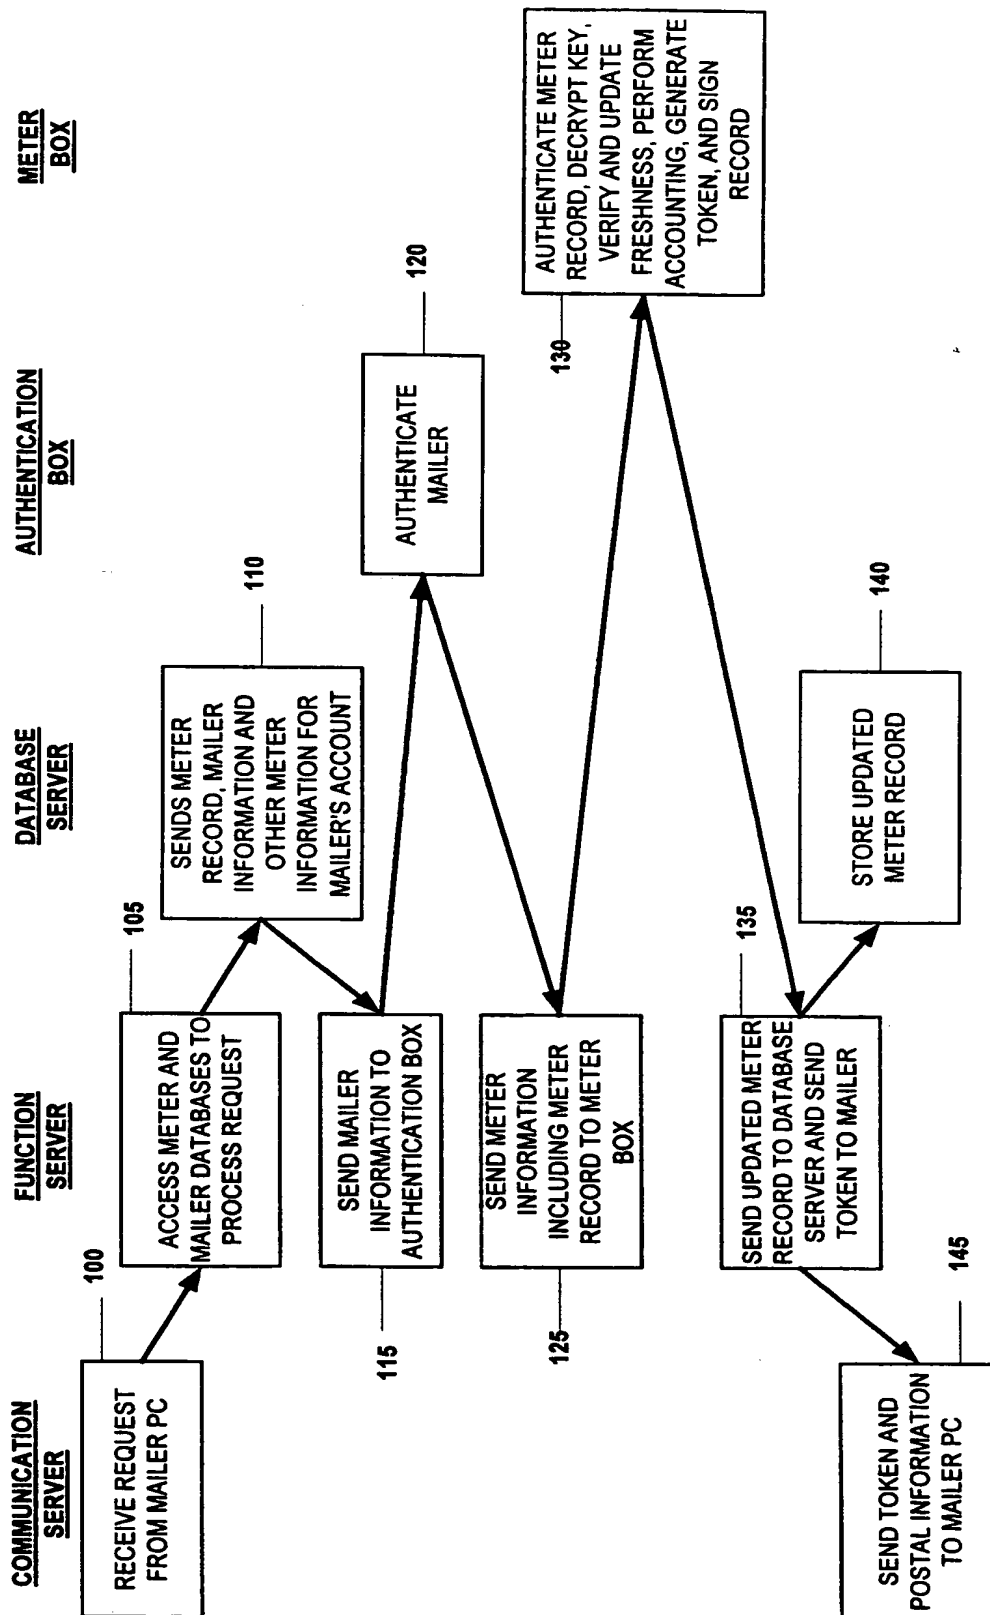 COMMUNICATION
SERVER
FUNCTION
SERVER
DATABASE
SERVER
AUTHENTICATION
BOX
METER
BOX
100
RECEIVE REQUEST
FROM MAILER PC
105
ACCESS METER AND
MAILER DATABASES TO
PROCESS REQUEST
110
SENDS METER
RECORD, MAILER
INFORMATION AND
OTHER METER
INFORMATION FOR
MAILER'S ACCOUNT
115
SEND MAILER
INFORMATION TO
AUTHENTICATION BOX
120
AUTHENTICATE
MAILER
125
SEND METER
INFORMATION
INCLUDING METER
RECORD TO METER
BOX
130
AUTHENTICATE METER
RECORD, DECRYPT KEY,
VERIFY AND UPDATE
FRESHNESS, PERFORM
ACCOUNTING, GENERATE
TOKEN, AND SIGN
RECORD
135
SEND UPDATED METER
RECORD TO DATABASE
SERVER AND SEND
TOKEN TO MAILER
140
STORE UPDATED
METER RECORD
145
SEND TOKEN AND
POSTAL INFORMATION
TO MAILER PC